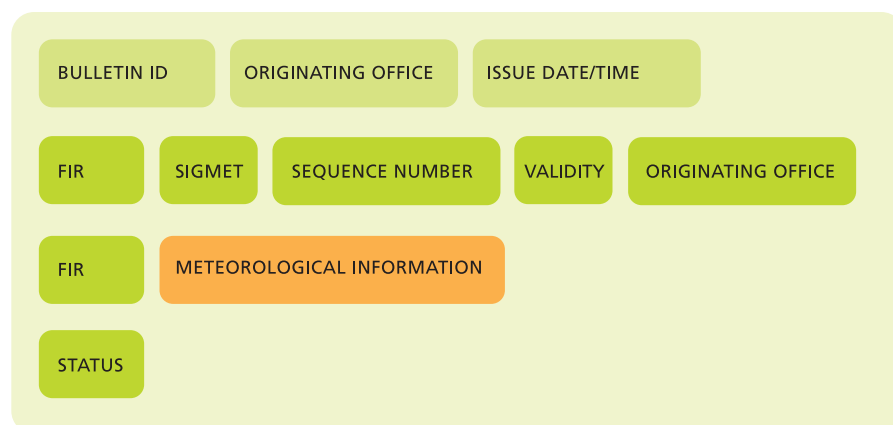 BULLETIN ID ORIGINATING OFFICE ISSUE DATE/TIME
FIR SIGMET SEQUENCE NUMBER VALIDITY ORIGINATING OFFICE
FIR METEOROLOGICAL INFORMATION
STATUS